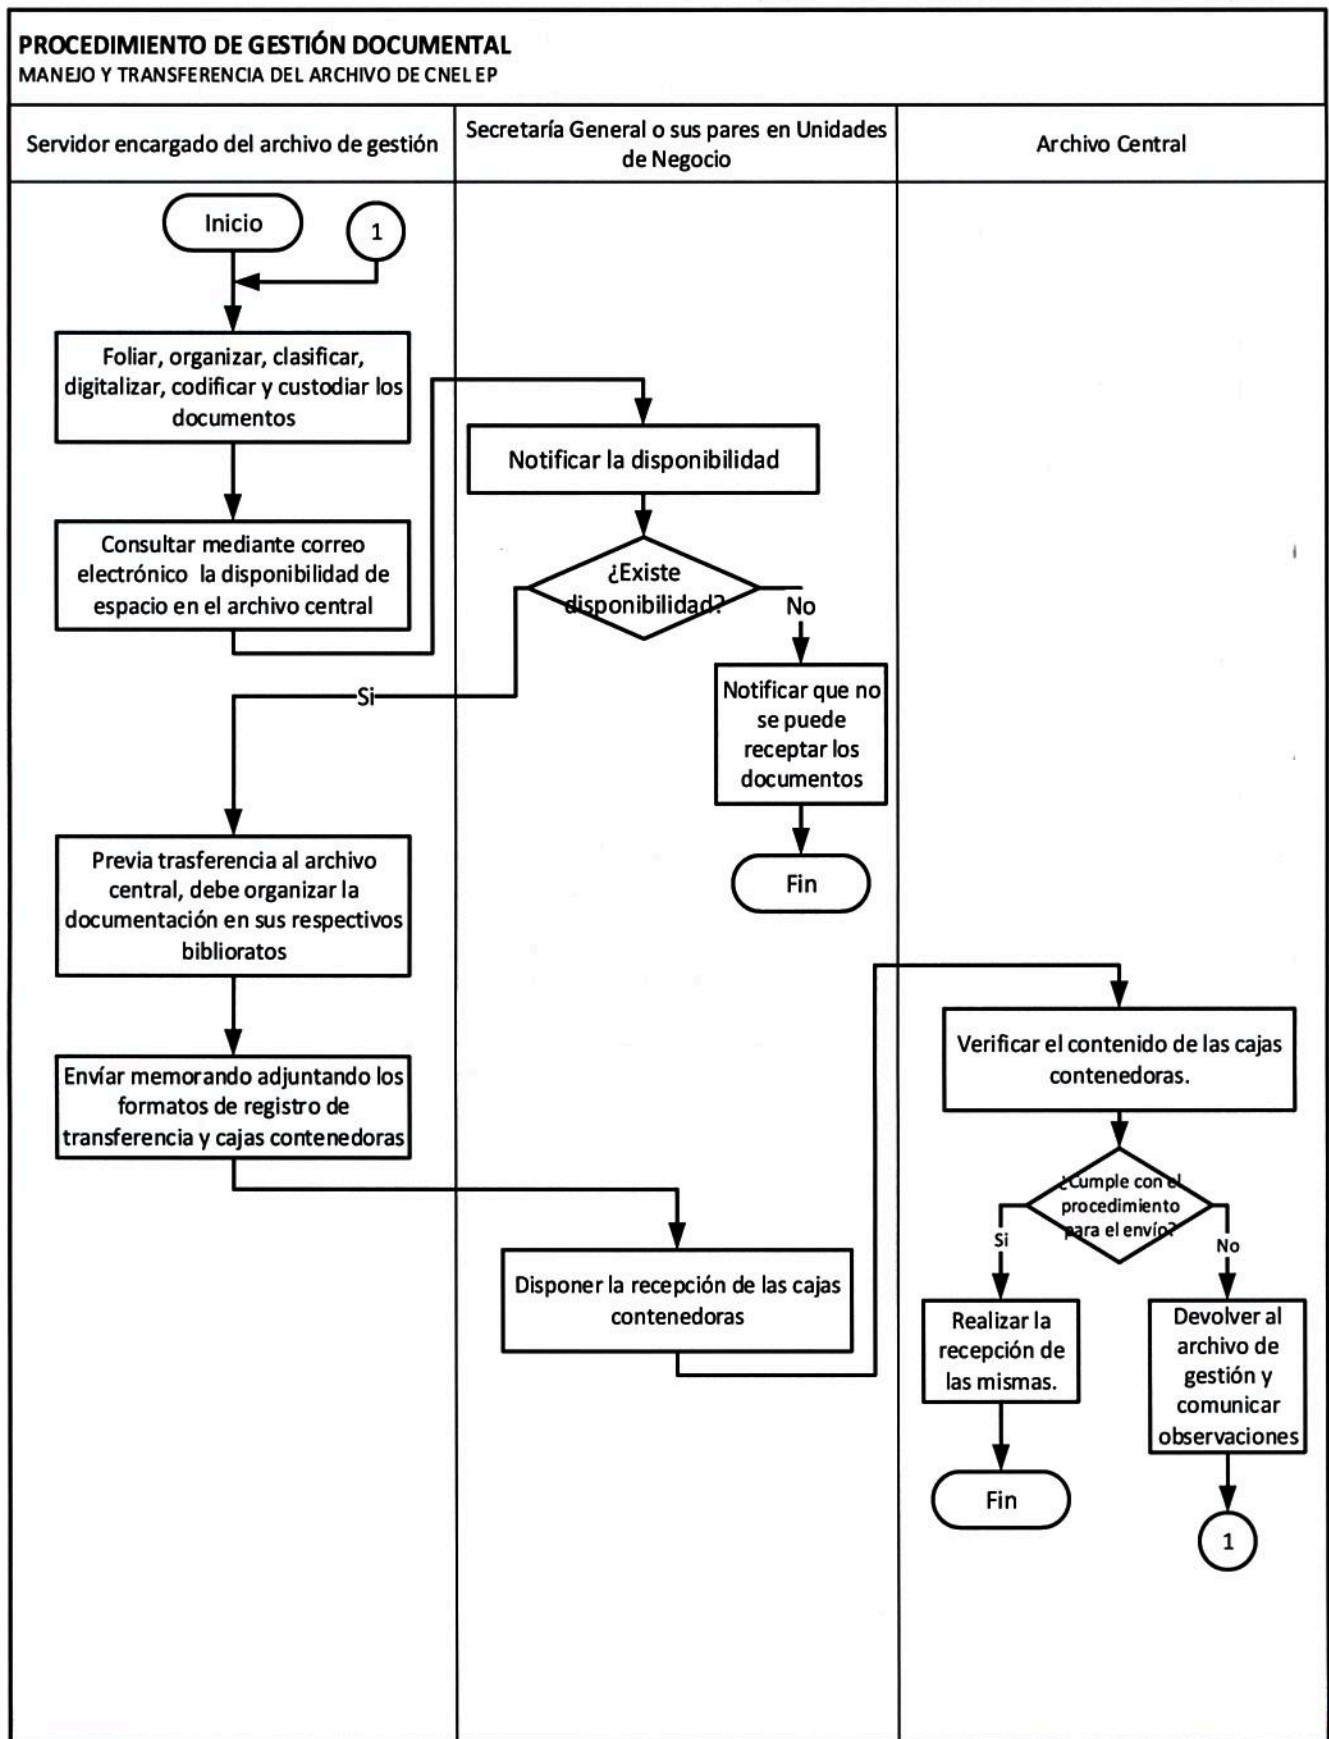 PROCEDIMIENTO DE GESTIÓN DOCUMENTAL
MANEJO Y TRANSFERENCIA DEL ARCHIVO DE CNEL EP
Servidor encargado del archivo de gestión
Secretaría General o sus pares en Unidades
de Negocio
Archivo Central
Inicio
1
Foliar, organizar, clasificar,
digitalizar, codificar y custodiar los
documentos
Consultar mediante correo
electrónico la disponibilidad de
espacio en el archivo central
Notificar la disponibilidad
¿Existe
disponibilidad?
No
Si
Notificar que no
se puede
receptar los
documentos
Fin
Previa trasferencia al archivo
central, debe organizar la
documentación en sus respectivos
biblioratos
Envíar memorando adjuntando los
formatos de registro de
transferencia y cajas contenedoras
Disponer la recepción de las cajas
contenedoras
Verificar el contenido de las cajas
contenedoras.
¿Cumple con el
procedimiento
para el envío?
Si
No
Realizar la
recepción de
las mismas.
Fin
Devolver al
archivo de
gestión y
comunicar
observaciones
1